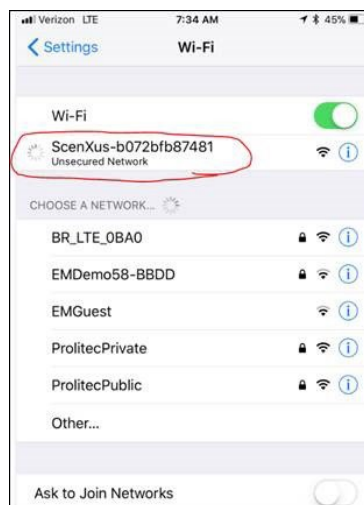 Verizon LTE 7:34 AM 45%
Settings Wi-Fi
Wi-Fi
ScenXus-b072bfb87481
Unsecured Network
CHOOSE A NETWORK...
BR_LTE_0BA0
EMDemo58-BBDD
EMGuest
ProlitecPrivate
ProlitecPublic
Other...
Ask to Join Networks